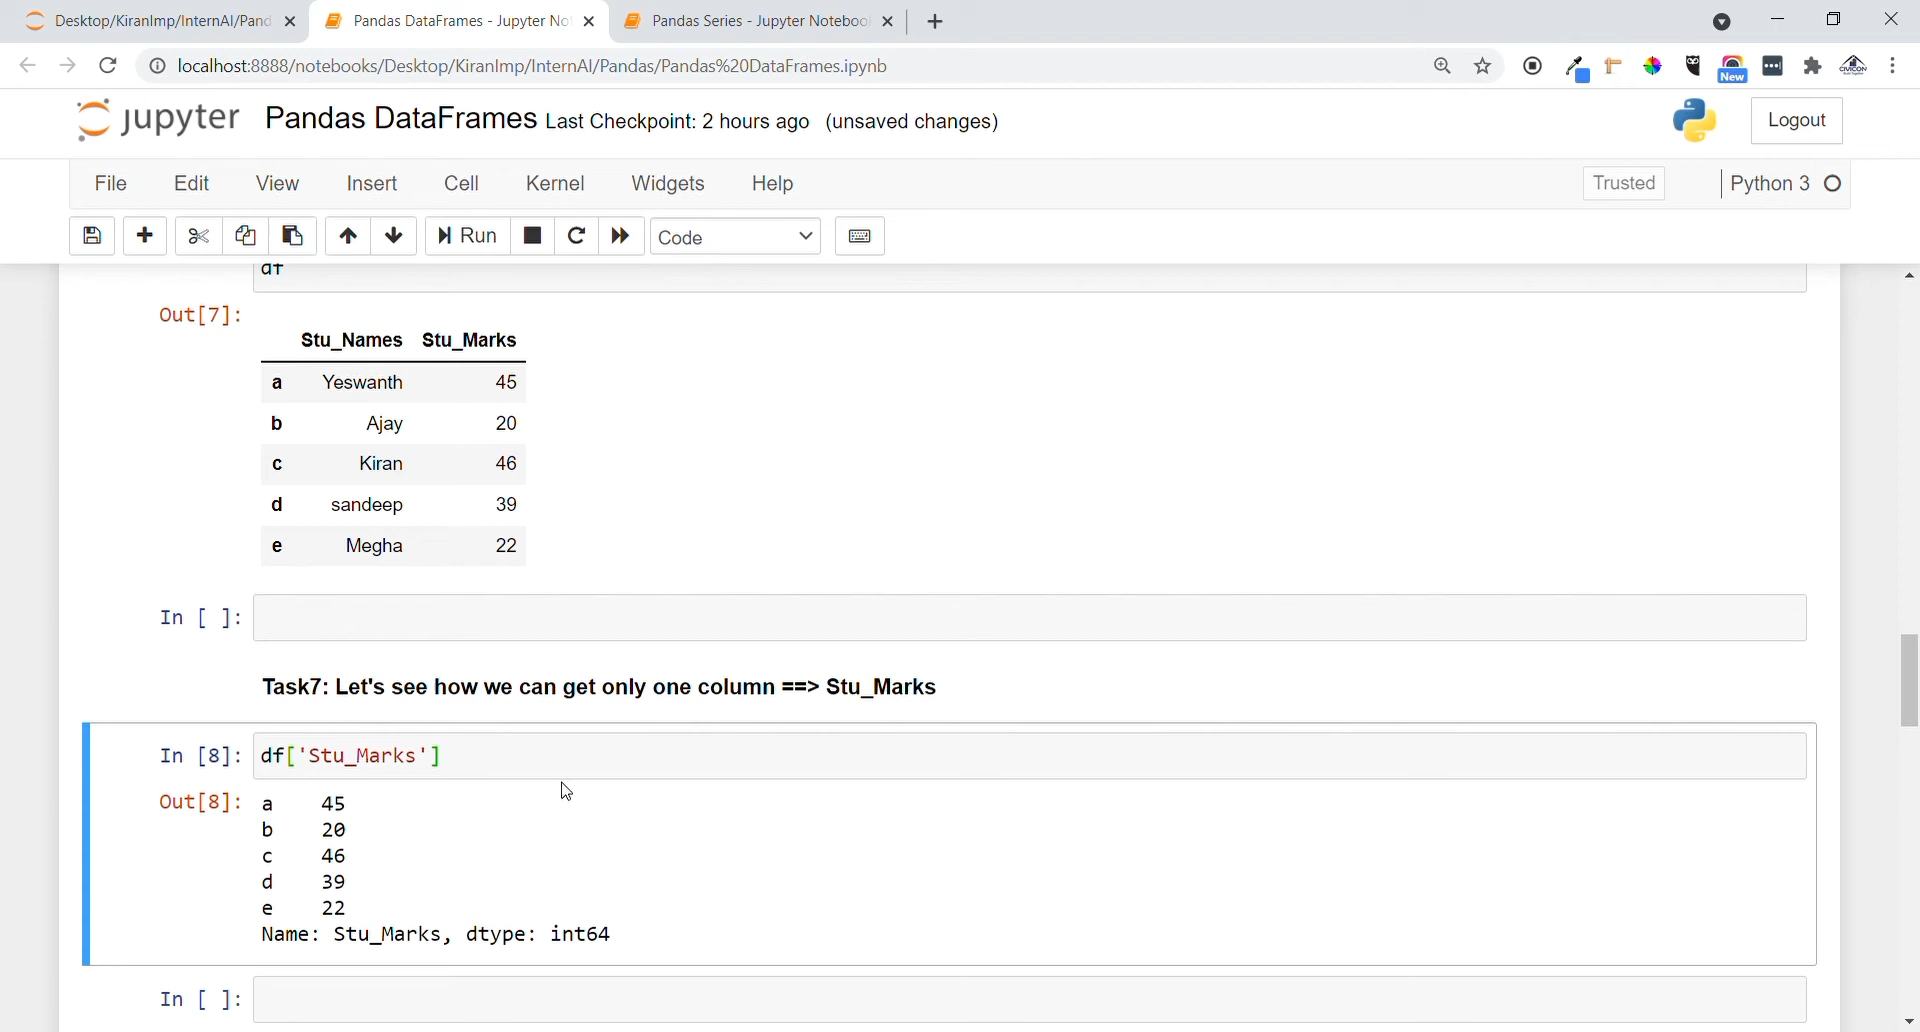 Desktop/KiranImp/InternAI/Pand
Pandas DataFrames - Jupyter No
Pandas Series - Jupyter Noteboo
localhost:8888/notebooks/Desktop/KiranImp/InternAI/Pandas/Pandas%20DataFrames.ipynb
New
CIVICON
jupyter Pandas DataFrames Last Checkpoint: 2 hours ago (unsaved changes)
Logout
File Edit View Insert Cell Kernel Widgets Help
Trusted
Python 3
Run
Code
df
Out[7]:
Stu_Names Stu_Marks
a Yeswanth 45
b Ajay 20
c Kiran 46
d sandeep 39
e Megha 22
In [ ]:
Task7: Let's see how we can get only one column ==> Stu_Marks
In [8]: df['Stu_Marks']
Out[8]: a 45
b 20
c 46
d 39
e 22
Name: Stu_Marks, dtype: int64
In [ ]: